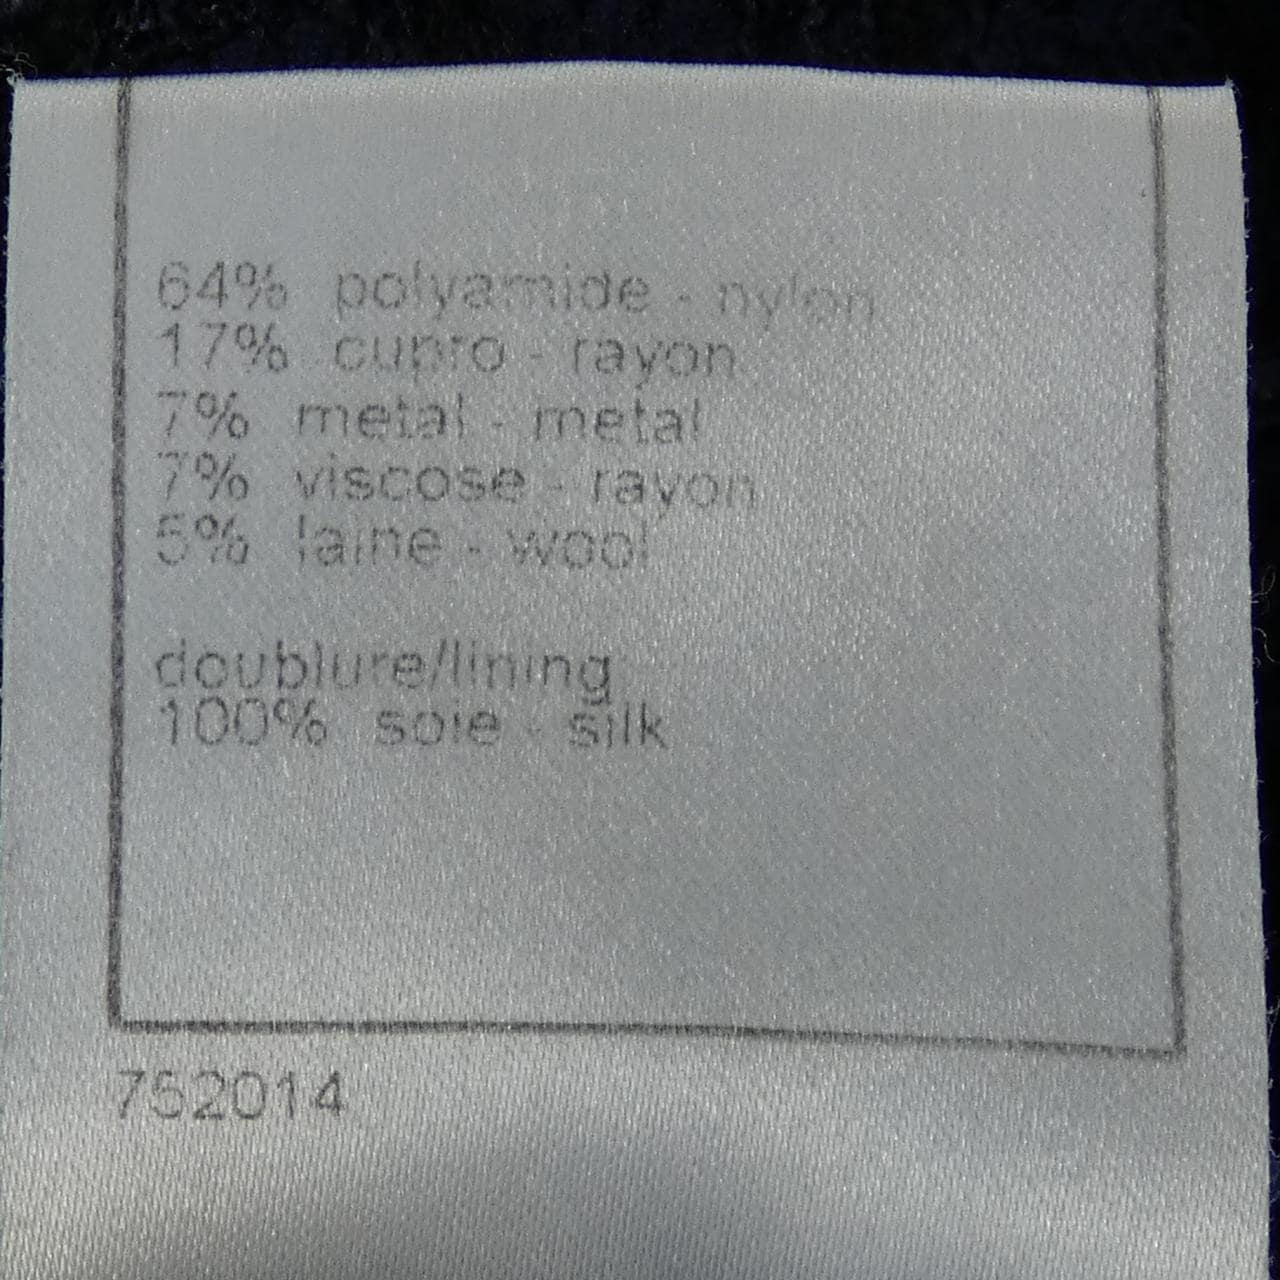 64% polyamide - nylon
17% cupro - rayon
7% metal - metal
7% viscose - rayon
5% laine - wool
doublure/lining
100% soie - silk
752014